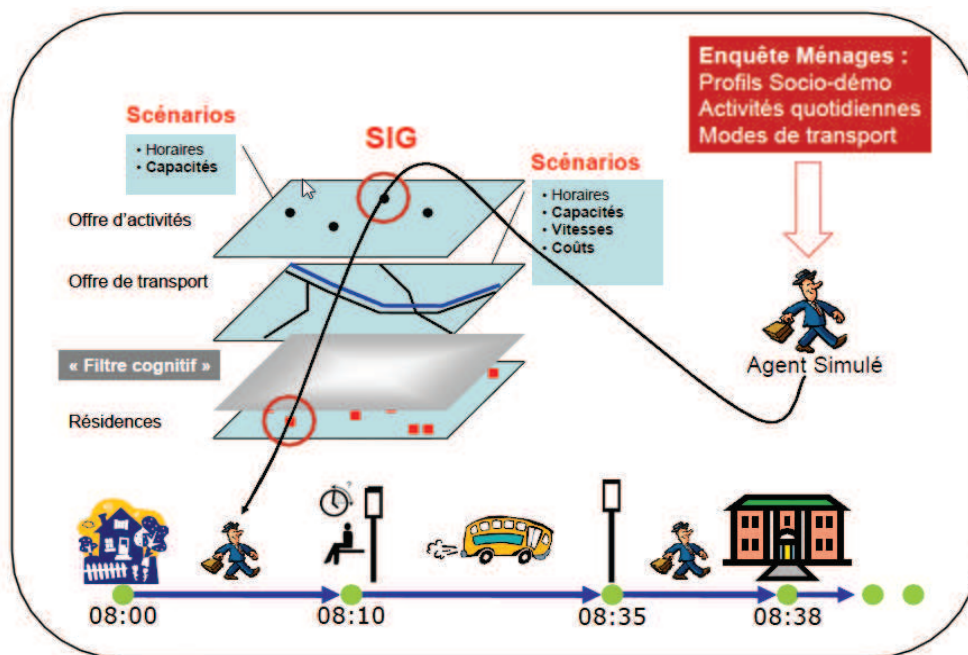 Enquête Ménages :
Profils Socio-démo
Activités quotidiennes
Modes de transport
Scénarios
• Horaires
• Capacités
SIG
Scénarios
• Horaires
• Capacités
• Vitesses
• Coûts
Offre d'activités
Offre de transport
« Filtre cognitif »
Résidences
Agent Simulé
?
08:00
08:10
08:35
08:38